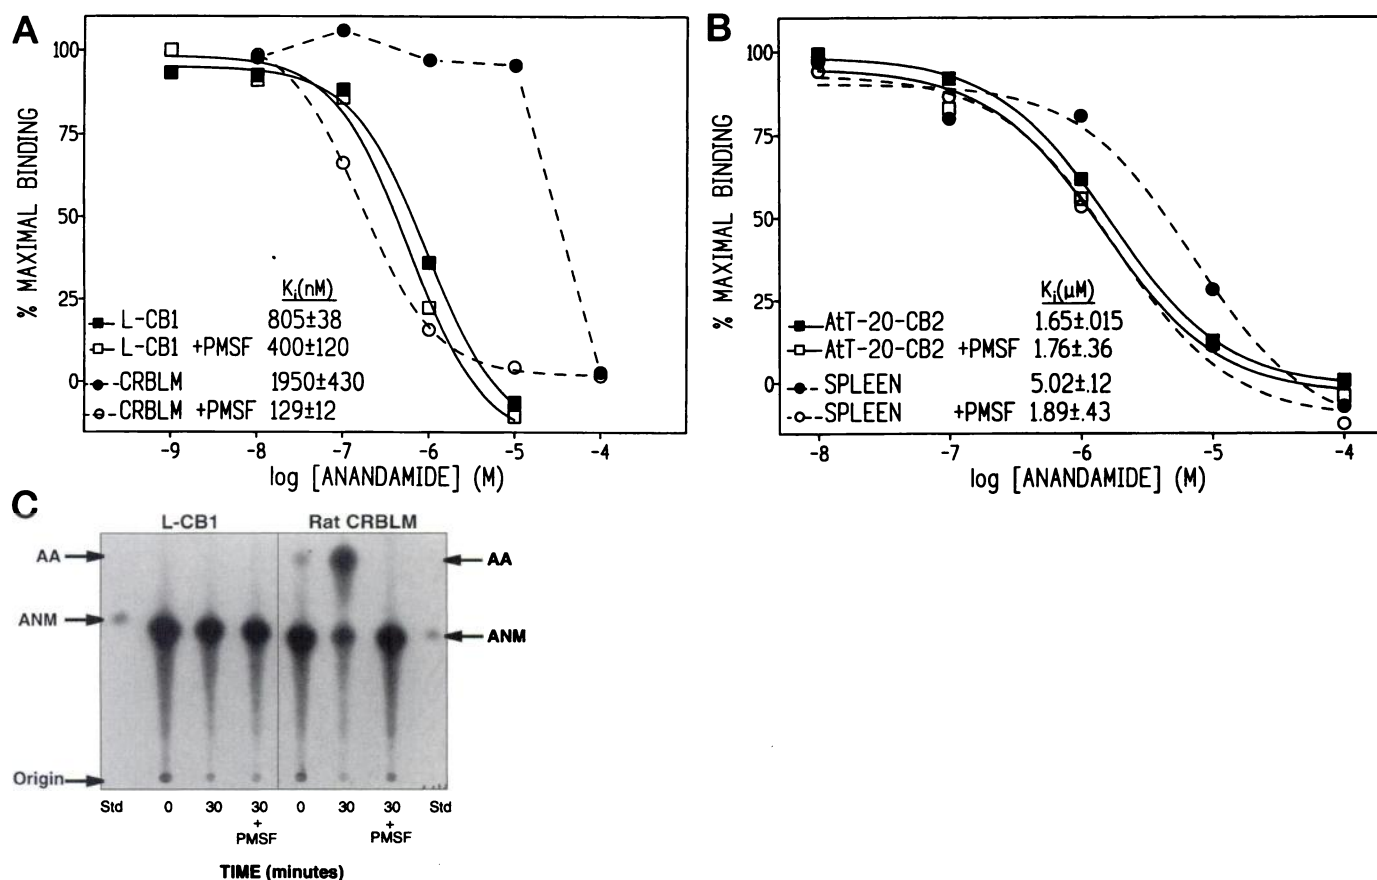 A
% MAXIMAL BINDING
100
75
50
25
0
Ki(nM)
L-CB1 805±38
L-CB1 +PMSF 400±120
CRBLM 1950±430
CRBLM +PMSF 129±12
-9 -8 -7 -6 -5 -4
log [ANANDAMIDE] (M)
B
% MAXIMAL BINDING
100
75
50
25
0
Ki(μM)
AtT-20-CB2 1.65±.015
AtT-20-CB2 +PMSF 1.76±.36
SPLEEN 5.02±.12
SPLEEN +PMSF 1.89±.43
-8 -7 -6 -5 -4
log [ANANDAMIDE] (M)
C
L-CB1 Rat CRBLM
AA AA
ANM ANM
Origin
Std 0 30 30 0 30 30 Std
+ +
PMSF PMSF
TIME (minutes)